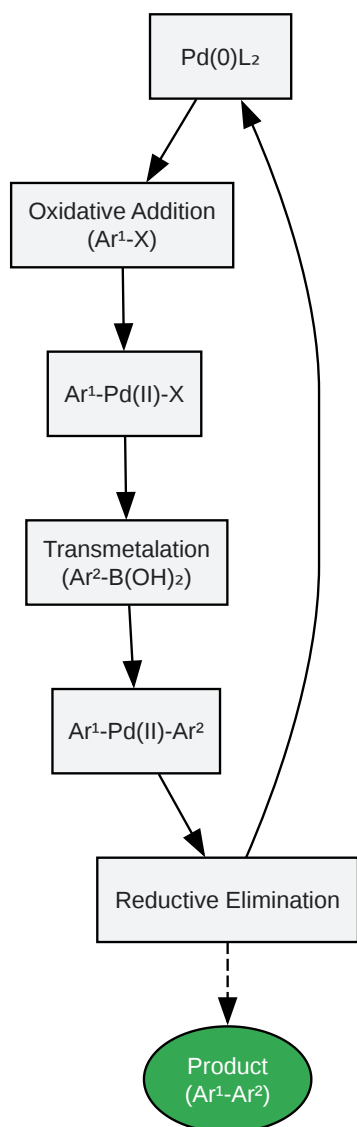 Pd(0)L₂
Oxidative Addition
(Ar¹-X)
Ar¹-Pd(II)-X
Transmetalation
(Ar²-B(OH)₂)
Ar¹-Pd(II)-Ar²
Reductive Elimination
Product
(Ar¹-Ar²)